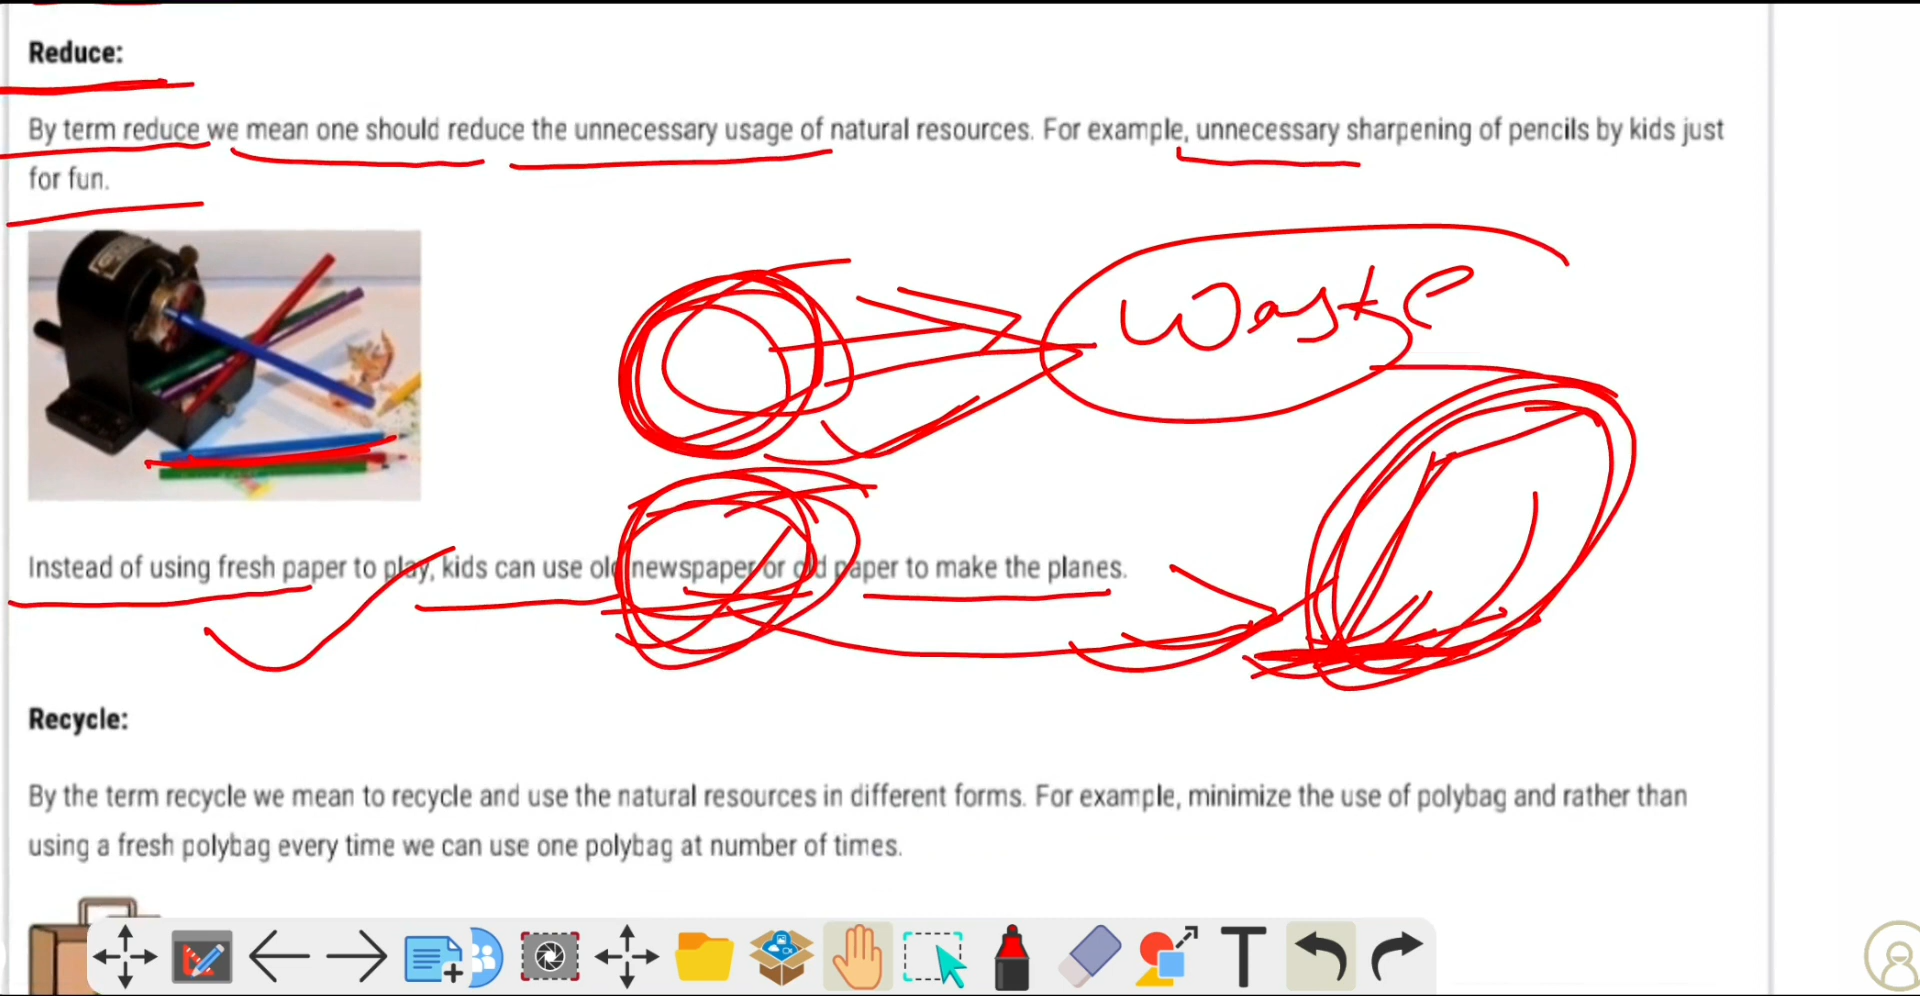 Reduce:
By term reduce we mean one should reduce the unnecessary usage of natural resources. For example, unnecessary sharpening of pencils by kids just
for fun.
Waste
Instead of using fresh paper to play, kids can use old newspaper or old paper to make the planes.
Recycle:
By the term recycle we mean to recycle and use the natural resources in different forms. For example, minimize the use of polybag and rather than
using a fresh polybag every time we can use one polybag at number of times.